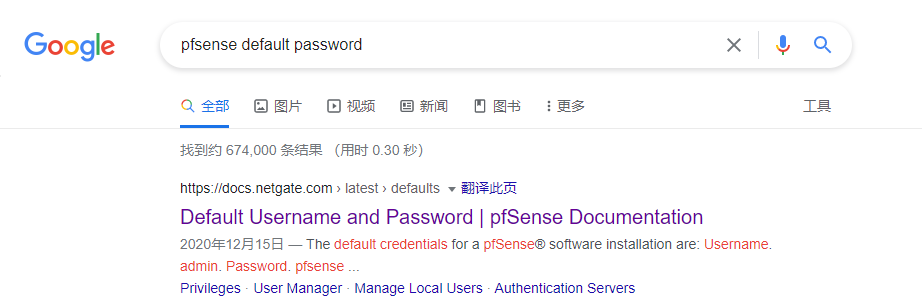 Google
pfsense default password
全部 图片 视频 新闻 图书 更多 工具
找到约 674,000 条结果 （用时 0.30 秒）
https://docs.netgate.com › latest › defaults 翻译此页
Default Username and Password | pfSense Documentation
2020年12月15日 — The default credentials for a pfSense® software installation are: Username.
admin. Password. pfsense ...
Privileges · User Manager · Manage Local Users · Authentication Servers